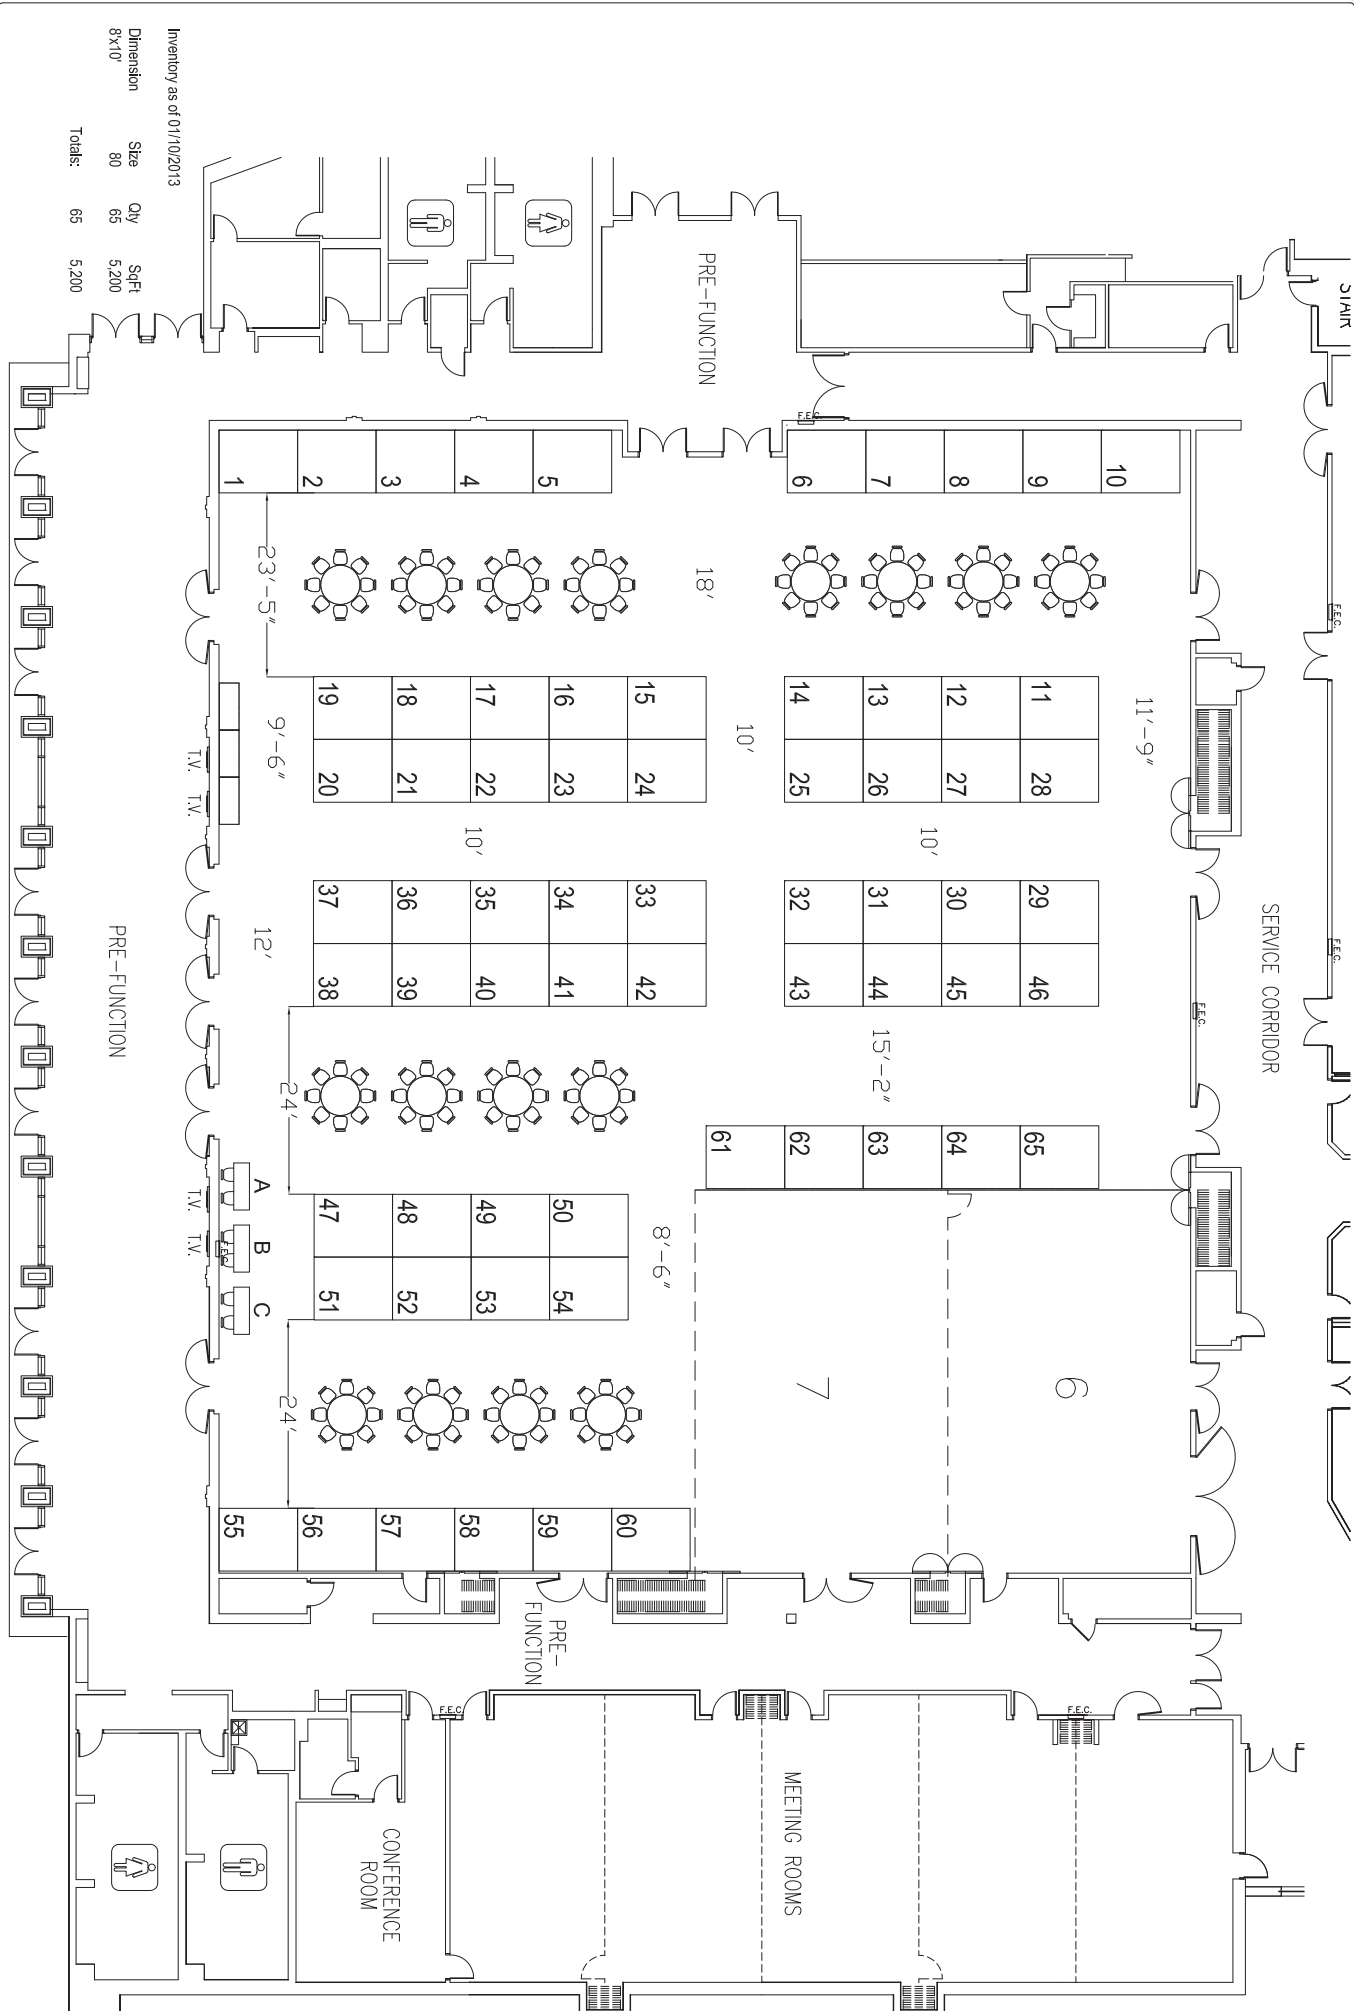 Inventory as of 01/10/2013
Dimension Size Qty SqFt
8'x10' 80 65 5,200
Totals: 65 5,200
STAIR
PRE-FUNCTION
F.E.C.
1
2
3
4
5
6
7
8
9
10
23'-5"
18'
F.E.C.
19
18
17
16
15
14
13
12
11
11'-9"
9'-6"
10'
T.V.
T.V.
20
21
22
23
24
25
26
27
28
10'
10'
37
36
35
34
33
32
31
30
29
12'
PRE-FUNCTION
SERVICE CORRIDOR
F.E.C.
F.E.C.
38
39
40
41
42
43
44
45
46
15'-2"
24'
61
62
63
64
65
A
B
C
T.V.
T.V.
F.E.C.
47
48
49
50
8'-6"
51
52
53
54
24'
7
6
55
56
57
58
59
60
PRE-
FUNCTION
F.E.C.
F.E.C.
MEETING ROOMS
CONFERENCE
ROOM